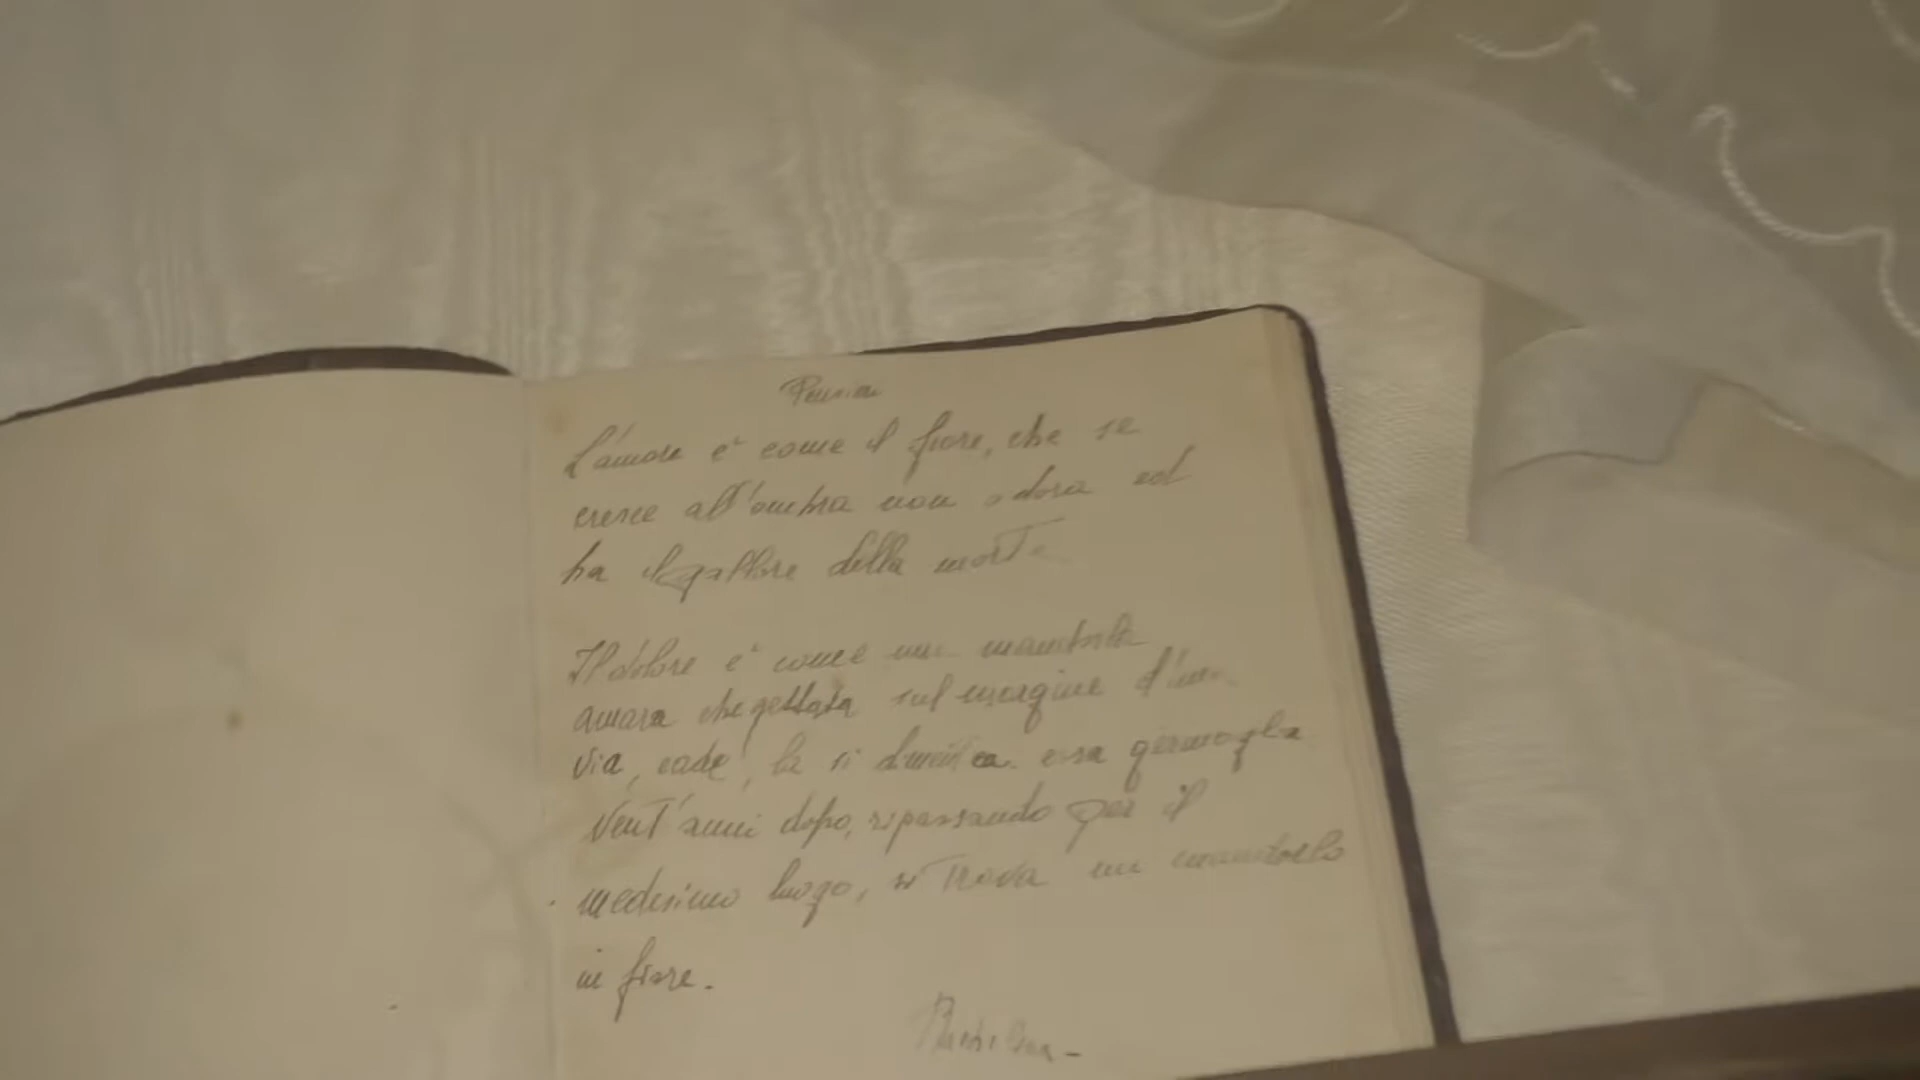 Pensieri
L'amore e' come il fiore, che se
cresce all'ombra non odora ed
ha il pallore della morte
Il dolore e' come una mandorla
amara che gettata sul margine d'una
via, cade, la si dimentica. essa germoglia
Vent'anni dopo, ripassando per il
medesimo luogo, si trova un mandorlo
in fiore.